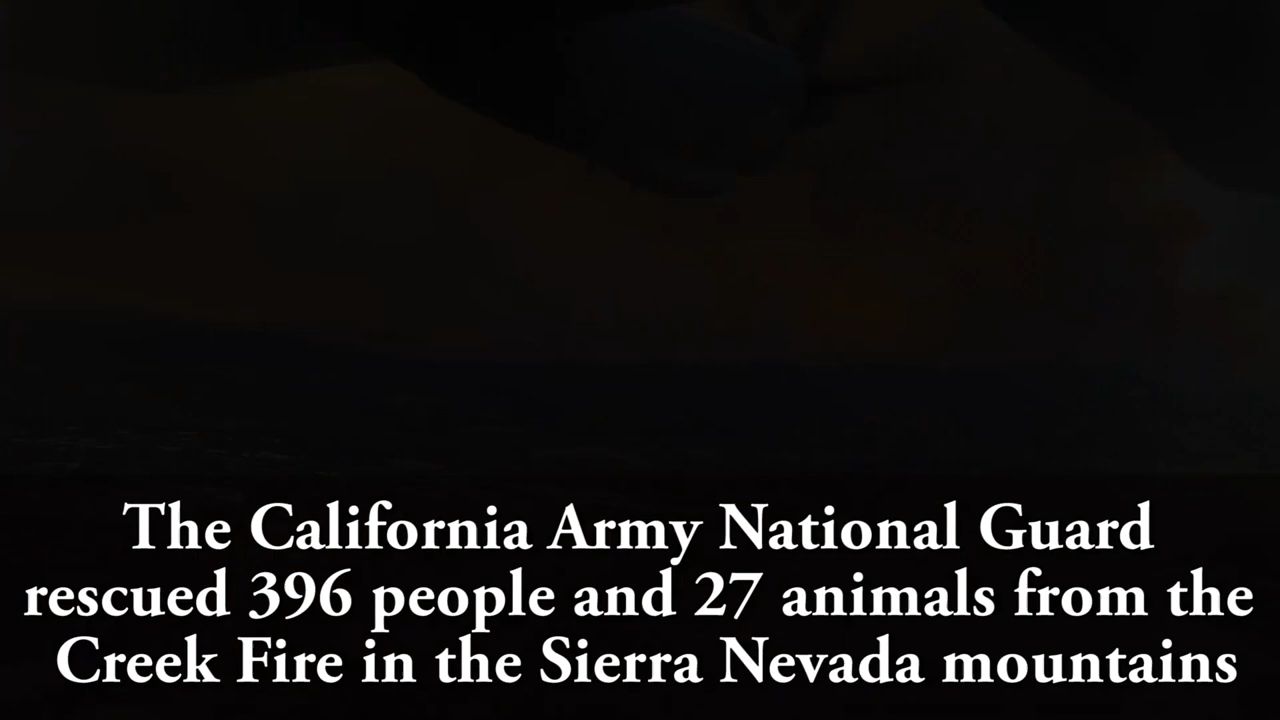 The California Army National Guard
rescued 396 people and 27 animals from the
Creek Fire in the Sierra Nevada mountains